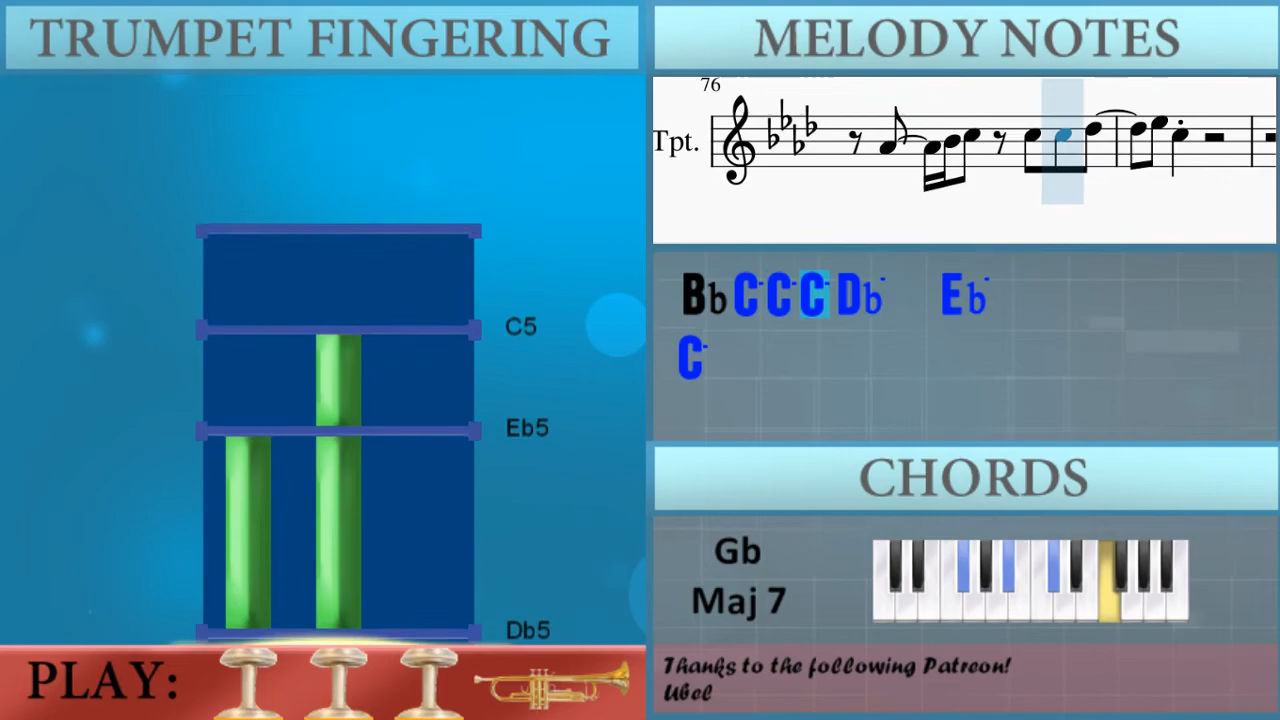 TRUMPET FINGERING
C5
Eb5
Db5
PLAY:
MELODY NOTES
76
Tpt.
Bb C- C- C- Db- Eb-
C-
CHORDS
Gb
Maj 7
Thanks to the following Patreon!
Ubel